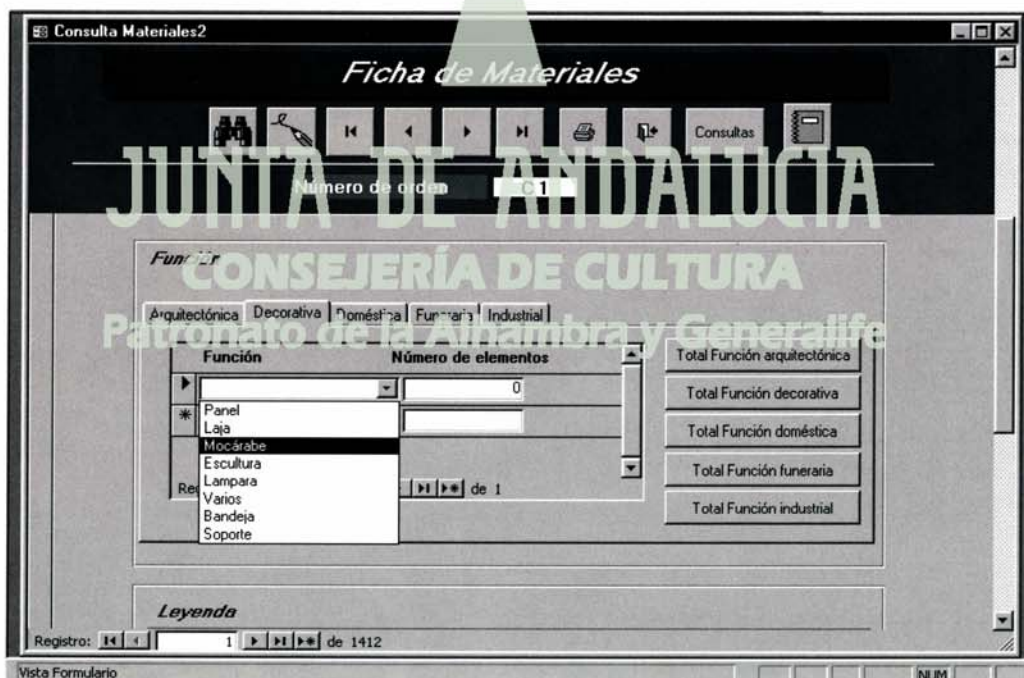 Consulta Materiales2
Ficha de Materiales
Consultas
Número de orden C 1
JUNTA DE ANDALUCIA
Función
CONSEJERÍA DE CULTURA
Arquitectónica Decorativa Doméstica Funeraria Industrial
Patronato de la Alhambra y Generalife
Función Número de elementos
Total Función arquitectónica
0
Total Función decorativa
Panel
Laja
Total Función doméstica
Mocárabe
Escultura
Total Función funeraria
Lampara
Varios
Re de 1
Bandeja
Total Función industrial
Soporte
Leyenda
Registro: 1 de 1412
Vista Formulario NUM